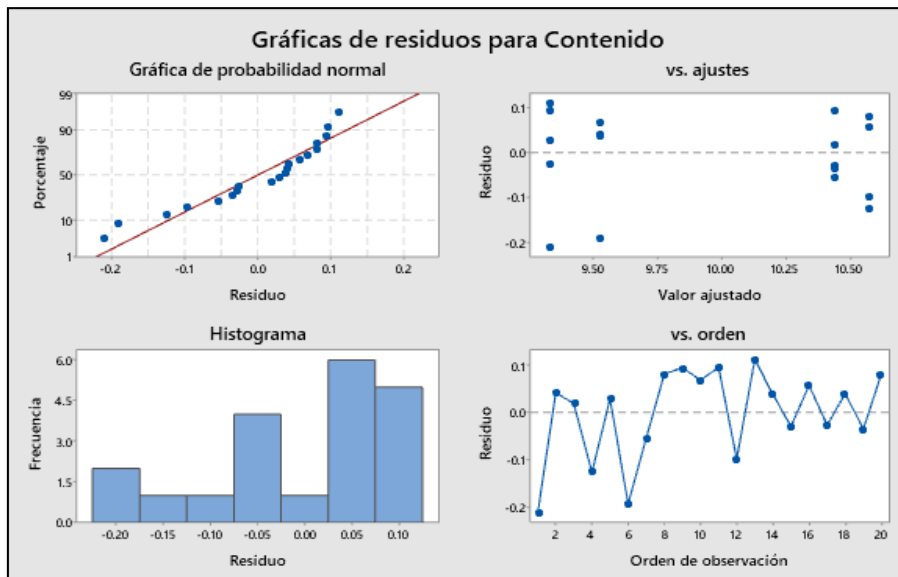 Gráficas de residuos para Contenido
Gráfica de probabilidad normal
99
90
50
10
1
Porcentaje
-0.2 -0.1 0.0 0.1 0.2
Residuo
vs. ajustes
0.1
0.0
-0.1
-0.2
Residuo
9.50 9.75 10.00 10.25 10.50
Valor ajustado
Histograma
6.0
4.5
3.0
1.5
0.0
Frecuencia
-0.20 -0.15 -0.10 -0.05 0.00 0.05 0.10
Residuo
vs. orden
0.1
0.0
-0.1
-0.2
Residuo
2 4 6 8 10 12 14 16 18 20
Orden de observación